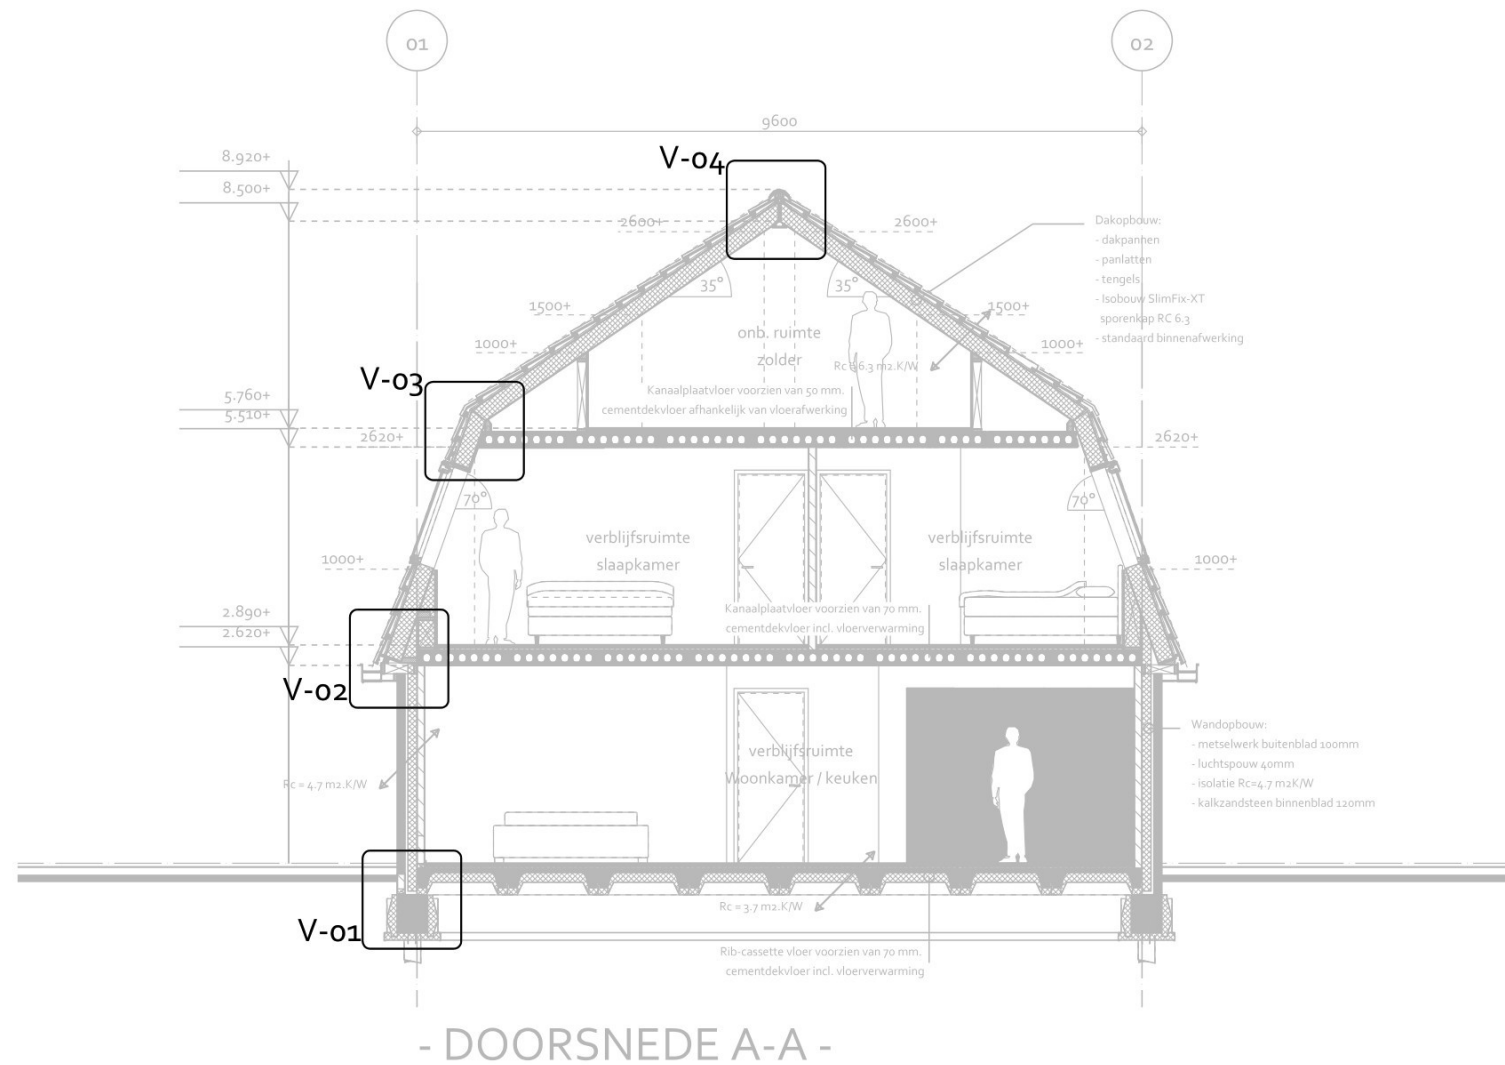 01
02
9600
V-04
8.920+
8.500+
2600+
2600+
Dakopbouw:
- dakpannen
- panlatten
- tengels
- Isobouw SlimFix-XT
sporenkap RC 6.3
- standaard binnenafwerking
35°
35°
1500+
1500+
onb. ruimte
zolder
1000+
1000+
Rc = 6.3 m2.K/W
V-03
Kanaalplaatvloer voorzien van 50 mm.
cementdekvloer afhankelijk van vloerafwerking
5.760+
5.510+
2620+
2620+
70°
70°
verblijfsruimte
slaapkamer
verblijfsruimte
slaapkamer
1000+
1000+
Kanaalplaatvloer voorzien van 70 mm.
cementdekvloer incl. vloerverwarming
2.890+
2.620+
V-02
Wandopbouw:
- metselwerk buitenblad 100mm
- luchtspouw 40mm
- isolatie Rc=4.7 m2K/W
- kalkzandsteen binnenblad 120mm
verblijfsruimte
Woonkamer / keuken
Rc = 4.7 m2.K/W
V-01
Rc = 3.7 m2.K/W
Rib-cassette vloer voorzien van 70 mm.
cementdekvloer incl. vloerverwarming
- DOORSNEDE A-A -